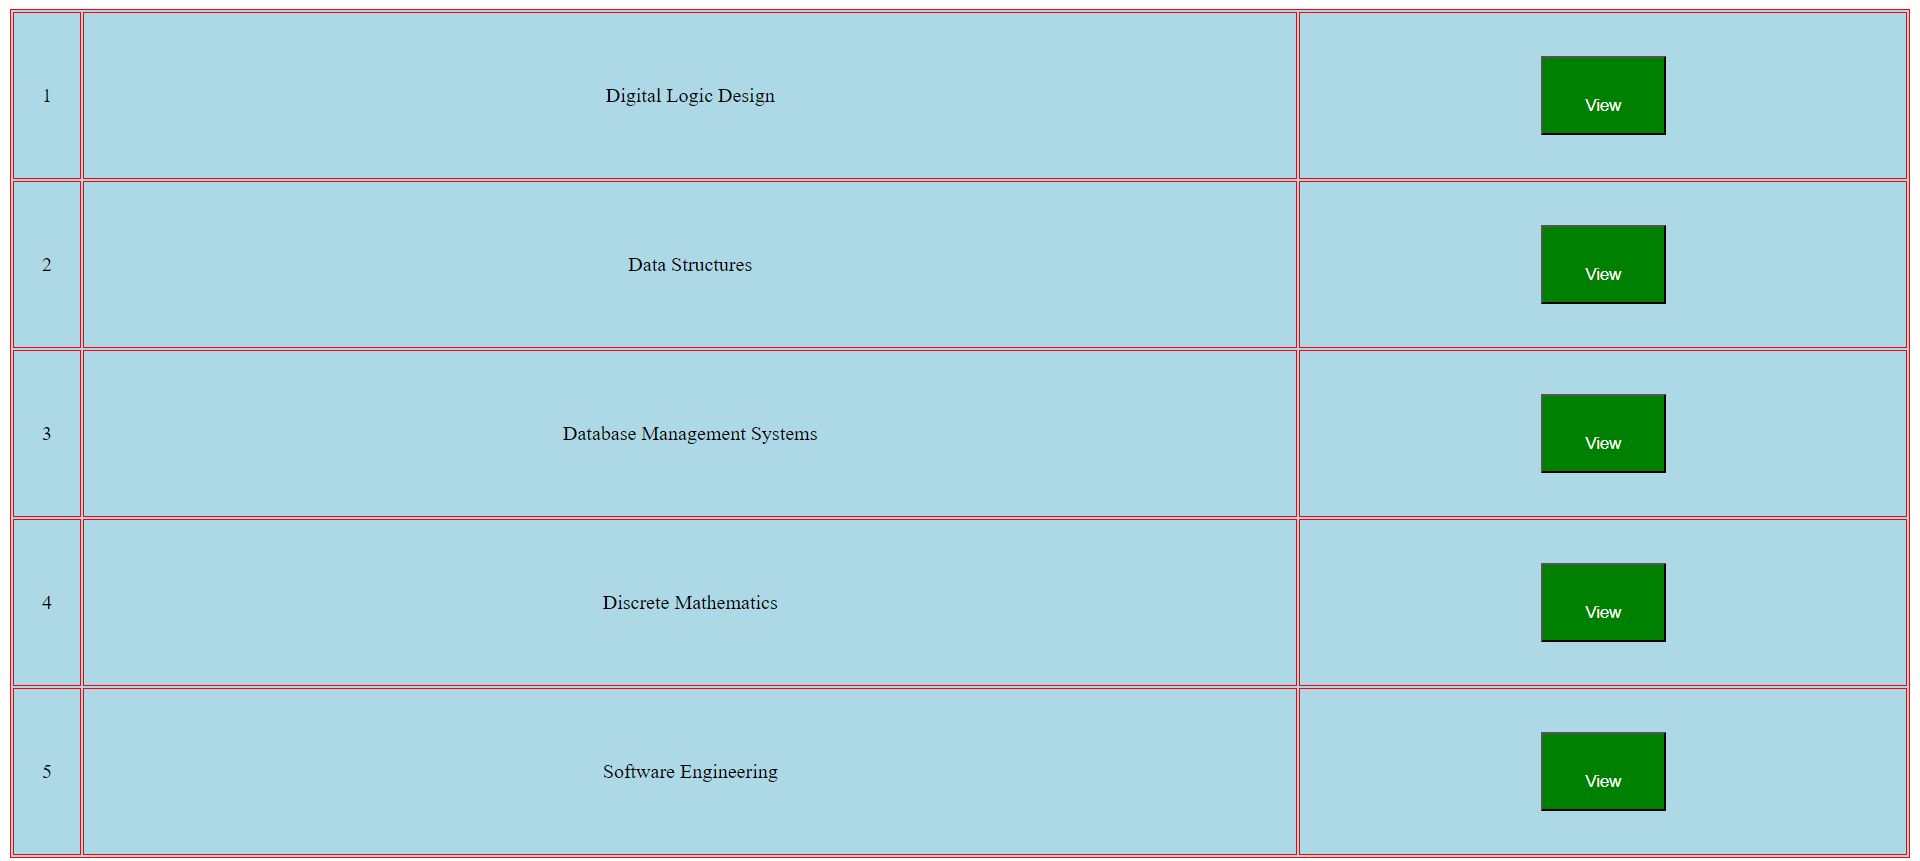 1 Digital Logic Design View
2 Data Structures View
3 Database Management Systems View
4 Discrete Mathematics View
5 Software Engineering View